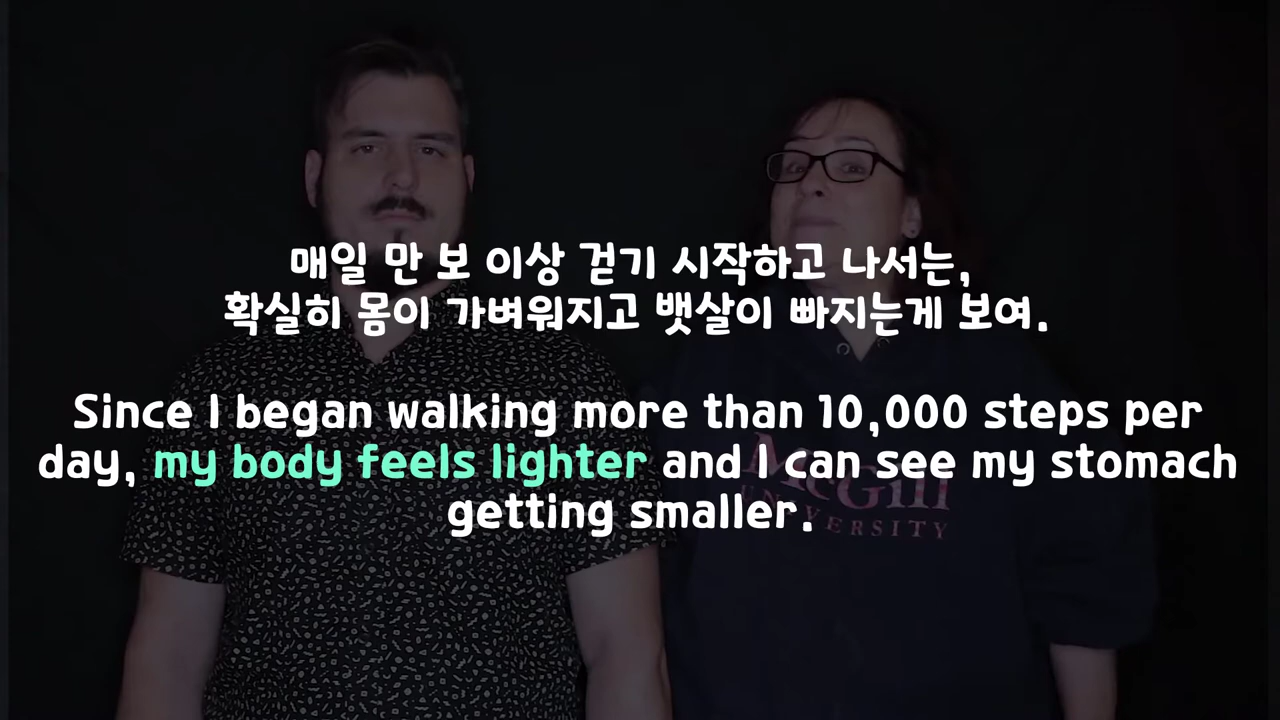 매일 만 보 이상 걷기 시작하고 나서는,
확실히 몸이 가벼워지고 뱃살이 빠지는게 보여.
Since I began walking more than 10,000 steps per
day, my body feels lighter and I can see my stomach
getting smaller.
McGill
UNIVERSITY